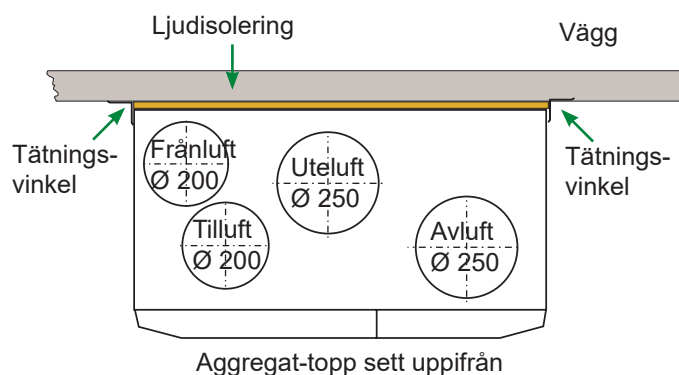 Ljudisolering
Vägg
Tätnings-
vinkel
Frånluft
Ø 200
Uteluft
Ø 250
Tätnings-
vinkel
Tilluft
Ø 200
Avluft
Ø 250
Aggregat-topp sett uppifrån